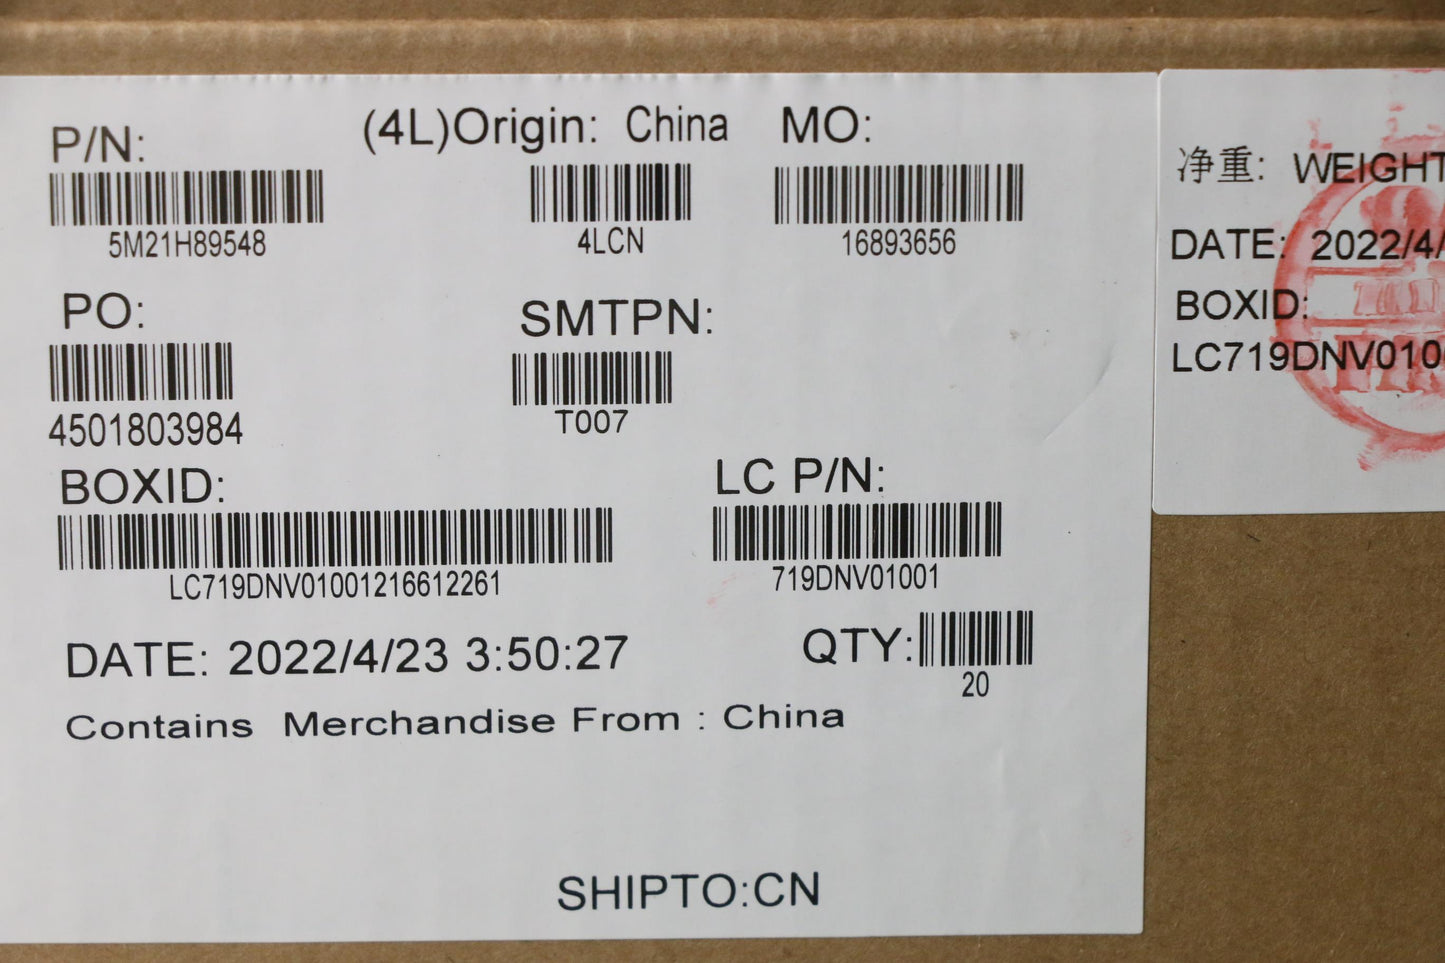 P/N:
(4L)Origin: China
MO:
5M21H89548
4LCN
16893656
PO:
SMTPN:
4501803984
T007
BOXID:
LC P/N:
LC719DNV01001216612261
719DNV01001
DATE: 2022/4/23 3:50:27
QTY:
20
Contains Merchandise From : China
SHIPTO:CN
净重: WEIGHT
DATE: 2022/4/
BOXID:
LC719DNV010